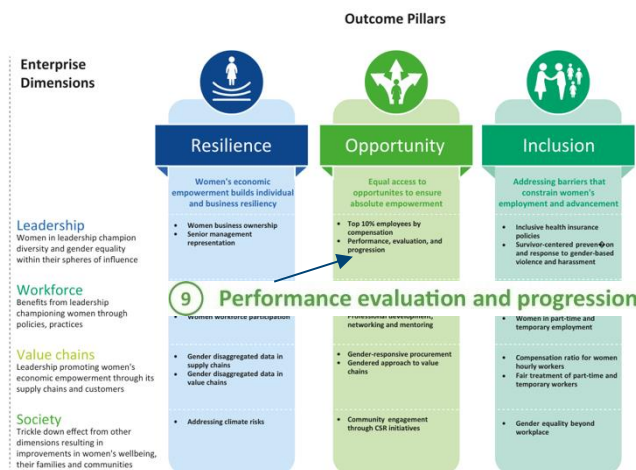 Outcome Pillars
Enterprise
Dimensions
Resilience
Opportunity
Inclusion
Women's economic
empowerment builds individual
and business resiliency
Equal access to
opportunites to ensure
absolute empowerment
Addressing barriers that
constrain women's
employment and advancement
Leadership
Women in leadership champion
diversity and gender equality
within their spheres of influence
• Women business ownership
• Senior management
representation
• Top 10% employees by
compensation
• Performance, evaluation, and
progression
• Inclusive health insurance
policies
• Survivor-centered preven�on
and response to gender-based
violence and harassment
Workforce
Benefits from leadership
championing women through
policies, practices
9 Performance evaluation and progression
• Women workforce participation
• Professional development,
networking and mentoring
• Women in part-time and
temporary employment
Value chains
Leadership promoting women's
economic empowerment through its
supply chains and customers
• Gender disaggregated data in
supply chains
• Gender disaggregated data in
value chains
• Gender-responsive procurement
• Gendered approach to value
chains
• Compensation ratio for women
hourly workers
• Fair treatment of part-time and
temporary workers
Society
Trickle down effect from other
dimensions resulting in
improvements in women's wellbeing,
their families and communities
• Addressing climate risks
• Community engagement
through CSR initiatives
• Gender equality beyond
workplace